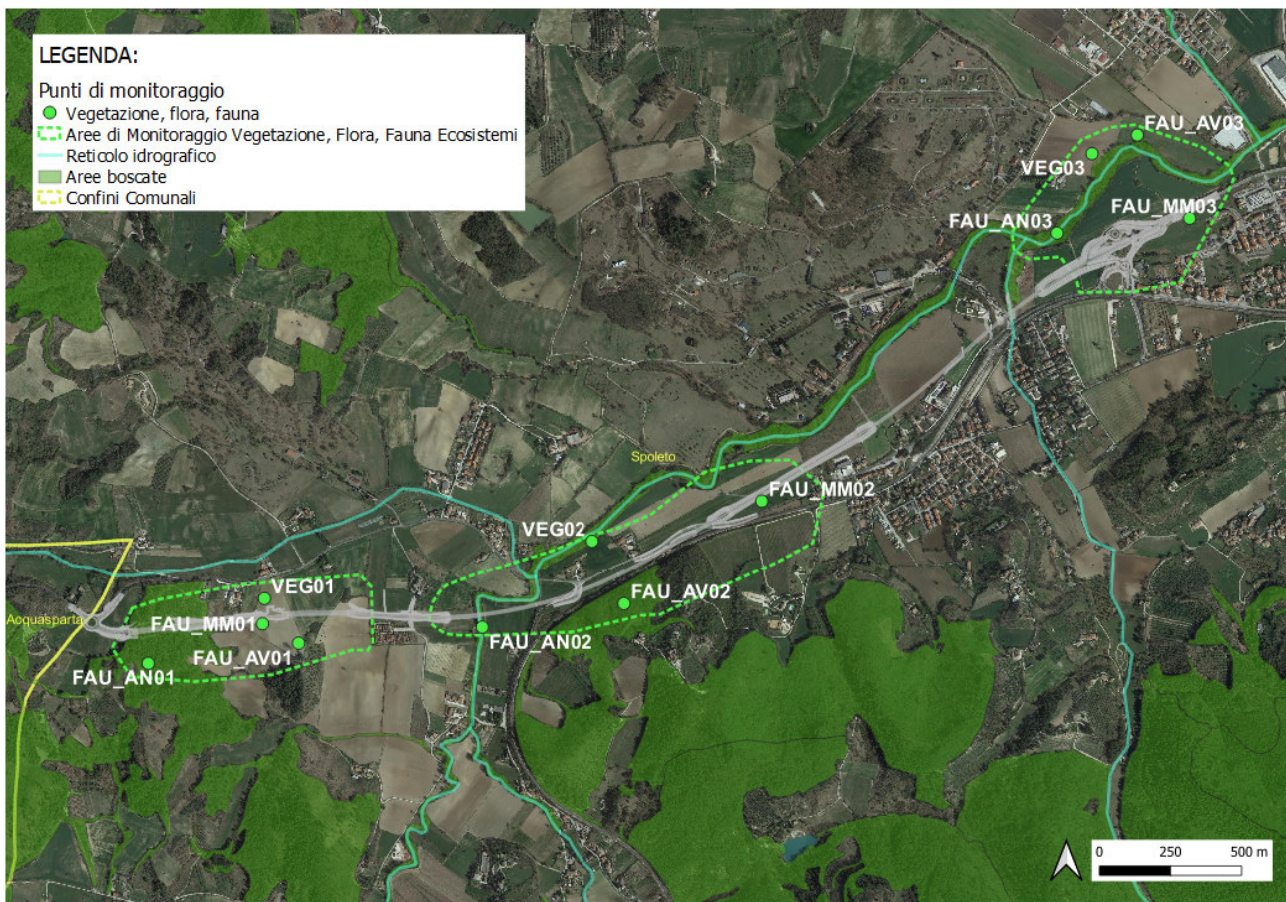 LEGENDA:
Punti di monitoraggio
Vegetazione, flora, fauna
Aree di Monitoraggio Vegetazione, Flora, Fauna Ecosistemi
Reticolo idrografico
Aree boscate
Confini Comunali
FAU_AV03
VEG03
FAU_MM03
FAU_AN03
Spoleto
FAU_MM02
VEG02
FAU_AV02
FAU_AN02
VEG01
Acquasparta
FAU_MM01
FAU_AV01
FAU_AN01
0 250 500 m